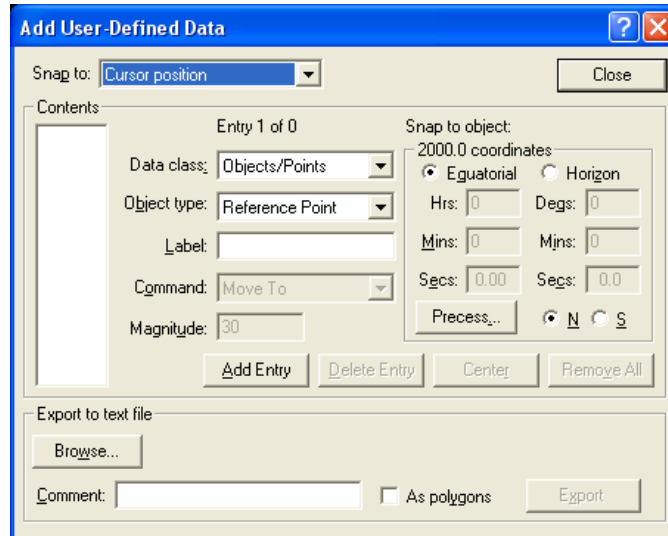 Add User-Defined Data
Snap to: Cursor position
Close
Contents
Entry 1 of 0
Snap to object:
2000.0 coordinates
Data class: Objects/Points
Equatorial Horizon
Object type: Reference Point
Hrs: 0 Degs: 0
Label:
Mins: 0 Mins: 0
Command: Move To
Secs: 0.00 Secs: 0.0
Magnitude: 30
Precess... N S
Add Entry Delete Entry Center Remove All
Export to text file
Browse...
Comment: As polygons Export